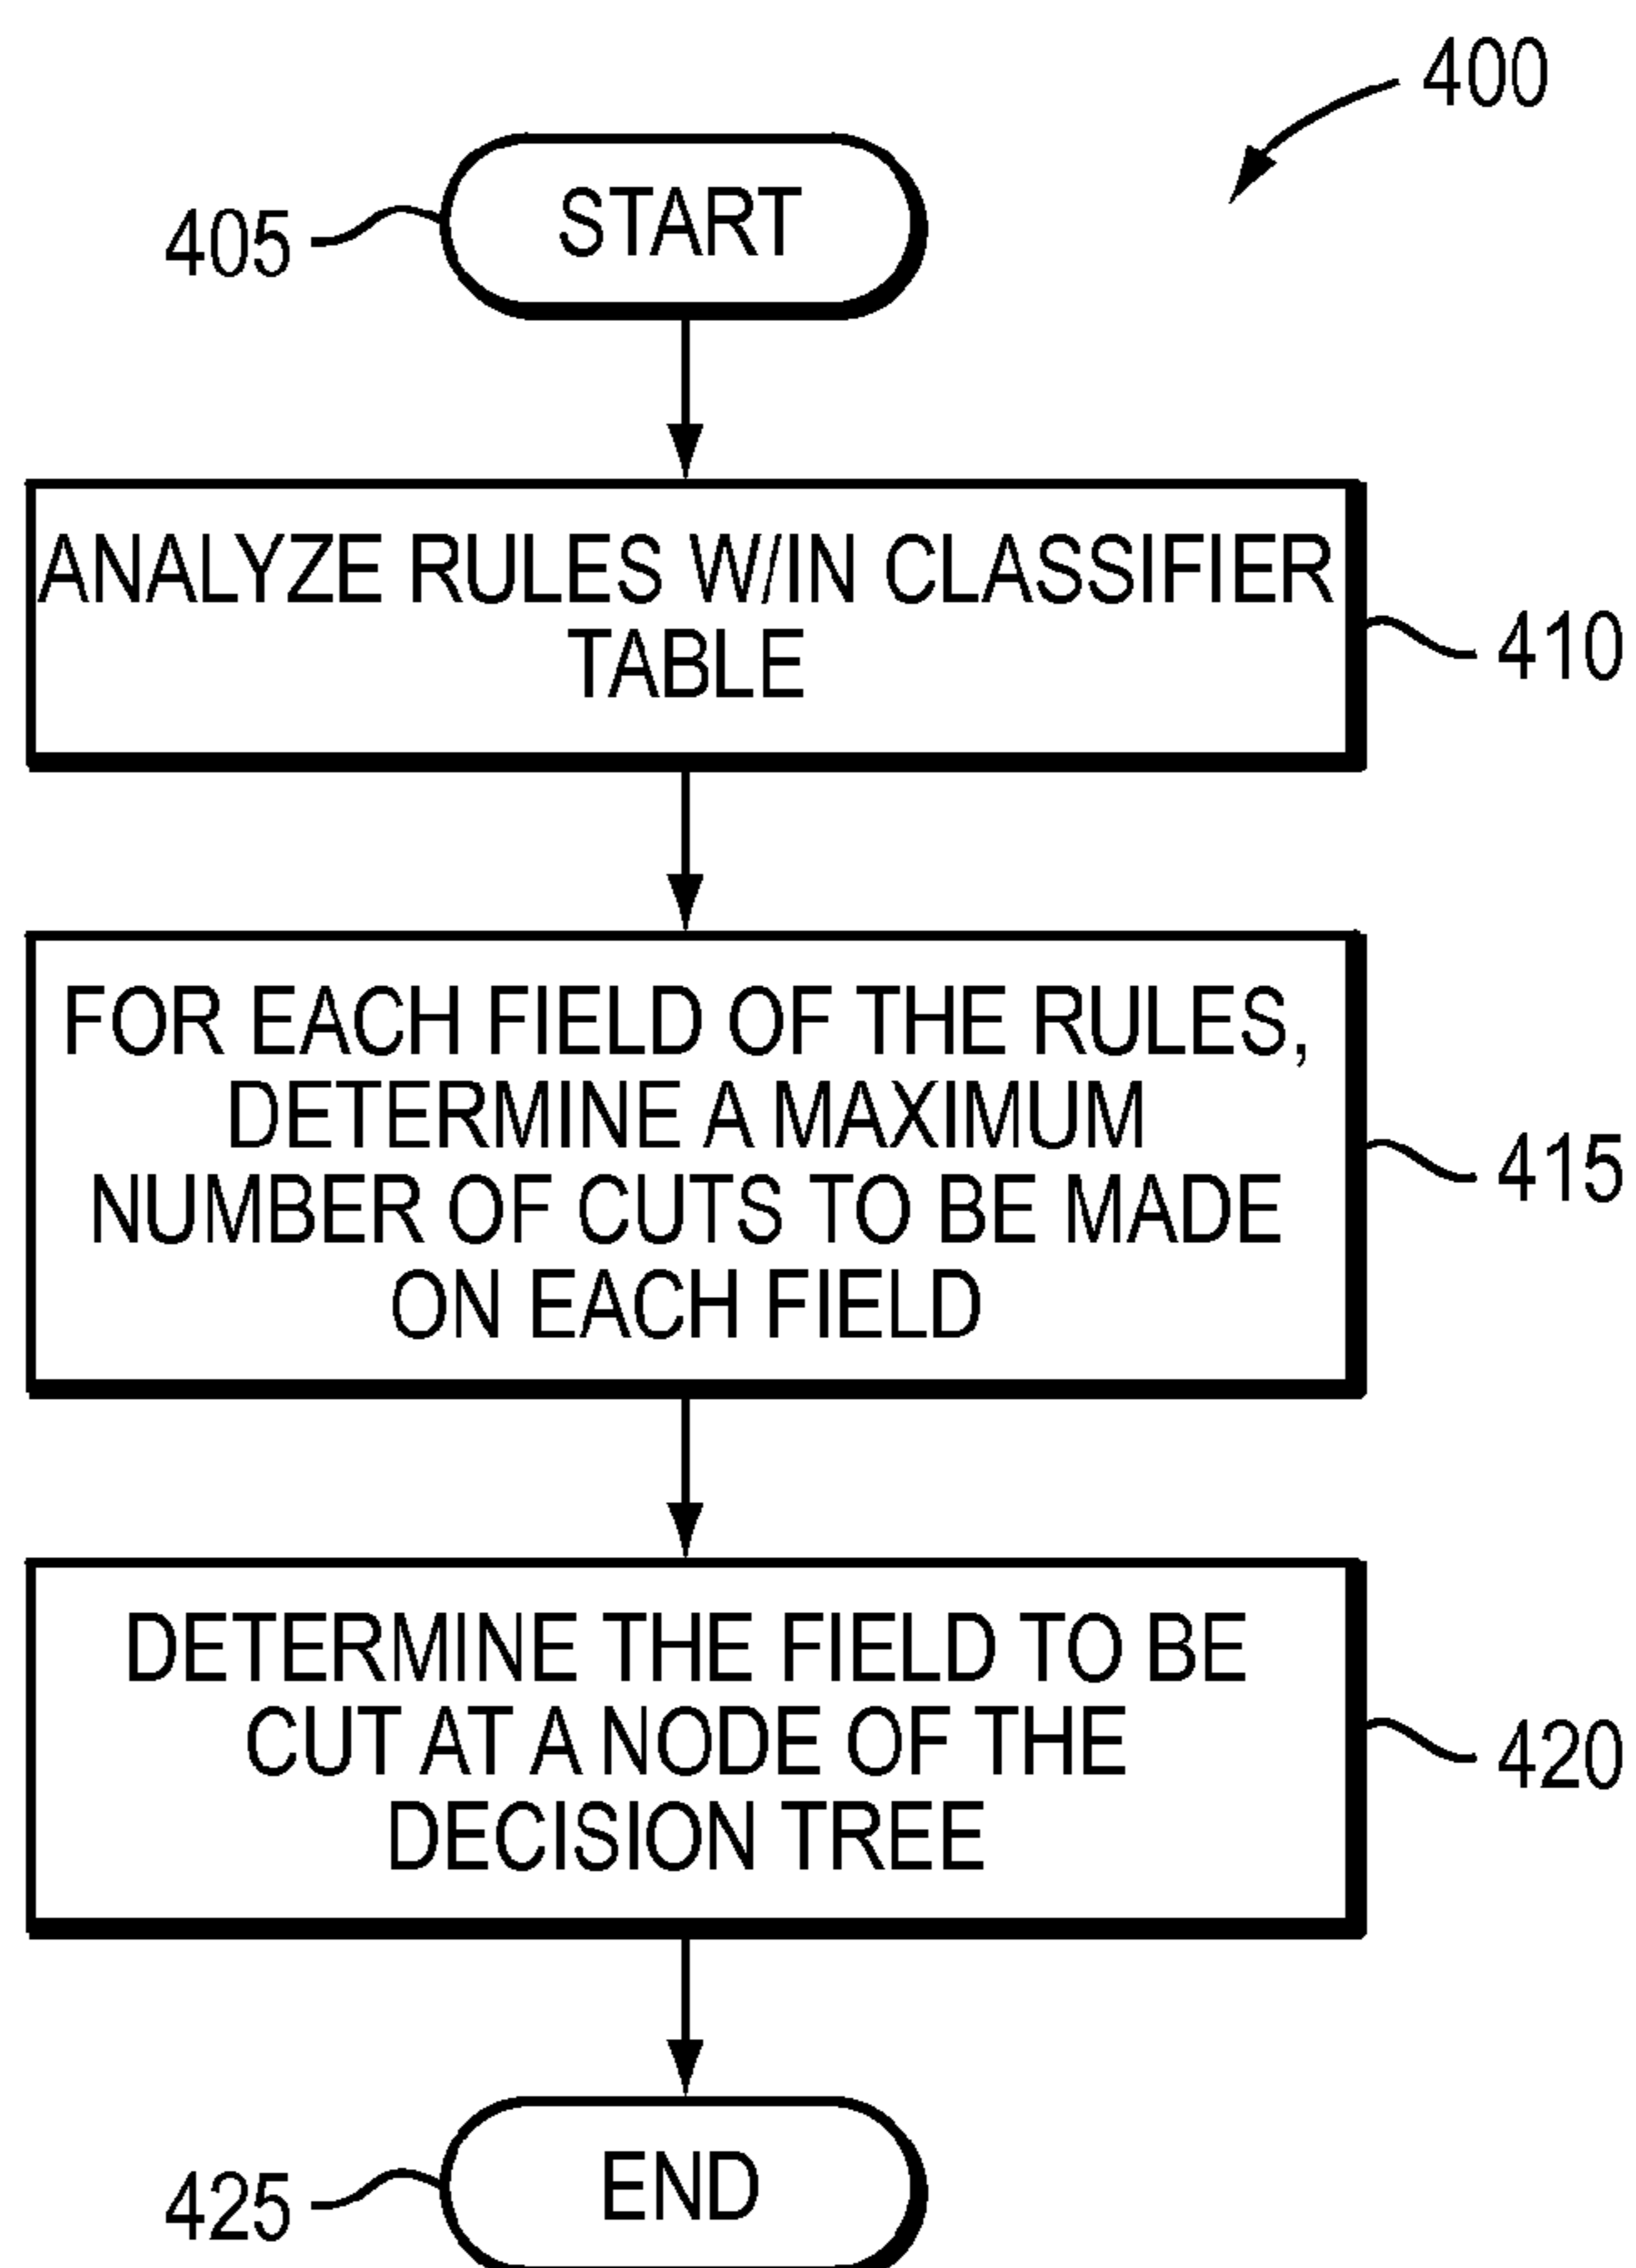 400
405
START
ANALYZE RULES W/IN CLASSIFIER
TABLE
410
FOR EACH FIELD OF THE RULES,
DETERMINE A MAXIMUM
NUMBER OF CUTS TO BE MADE
ON EACH FIELD
415
DETERMINE THE FIELD TO BE
CUT AT A NODE OF THE
DECISION TREE
420
425
END